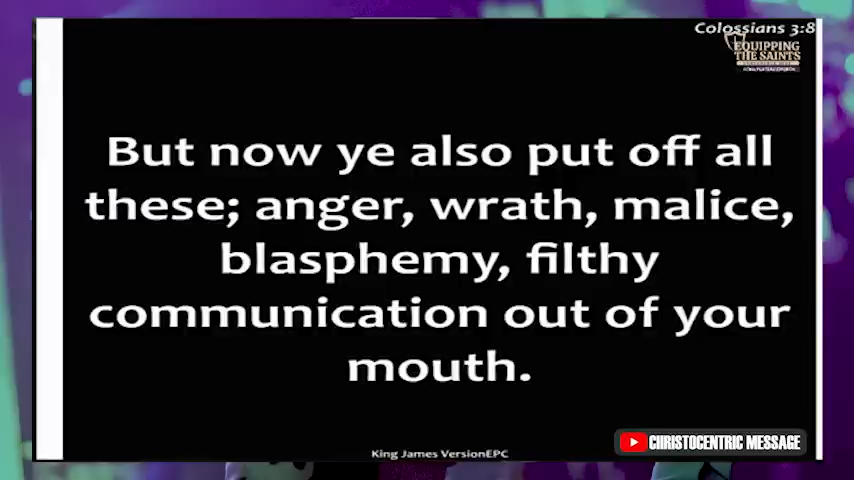 Colossians 3:8
EQUIPPING
THE SAINTS
But now ye also put off all
these; anger, wrath, malice,
blasphemy, filthy
communication out of your
mouth.
CHRISTOCENTRIC MESSAGE
King James VersionEPC